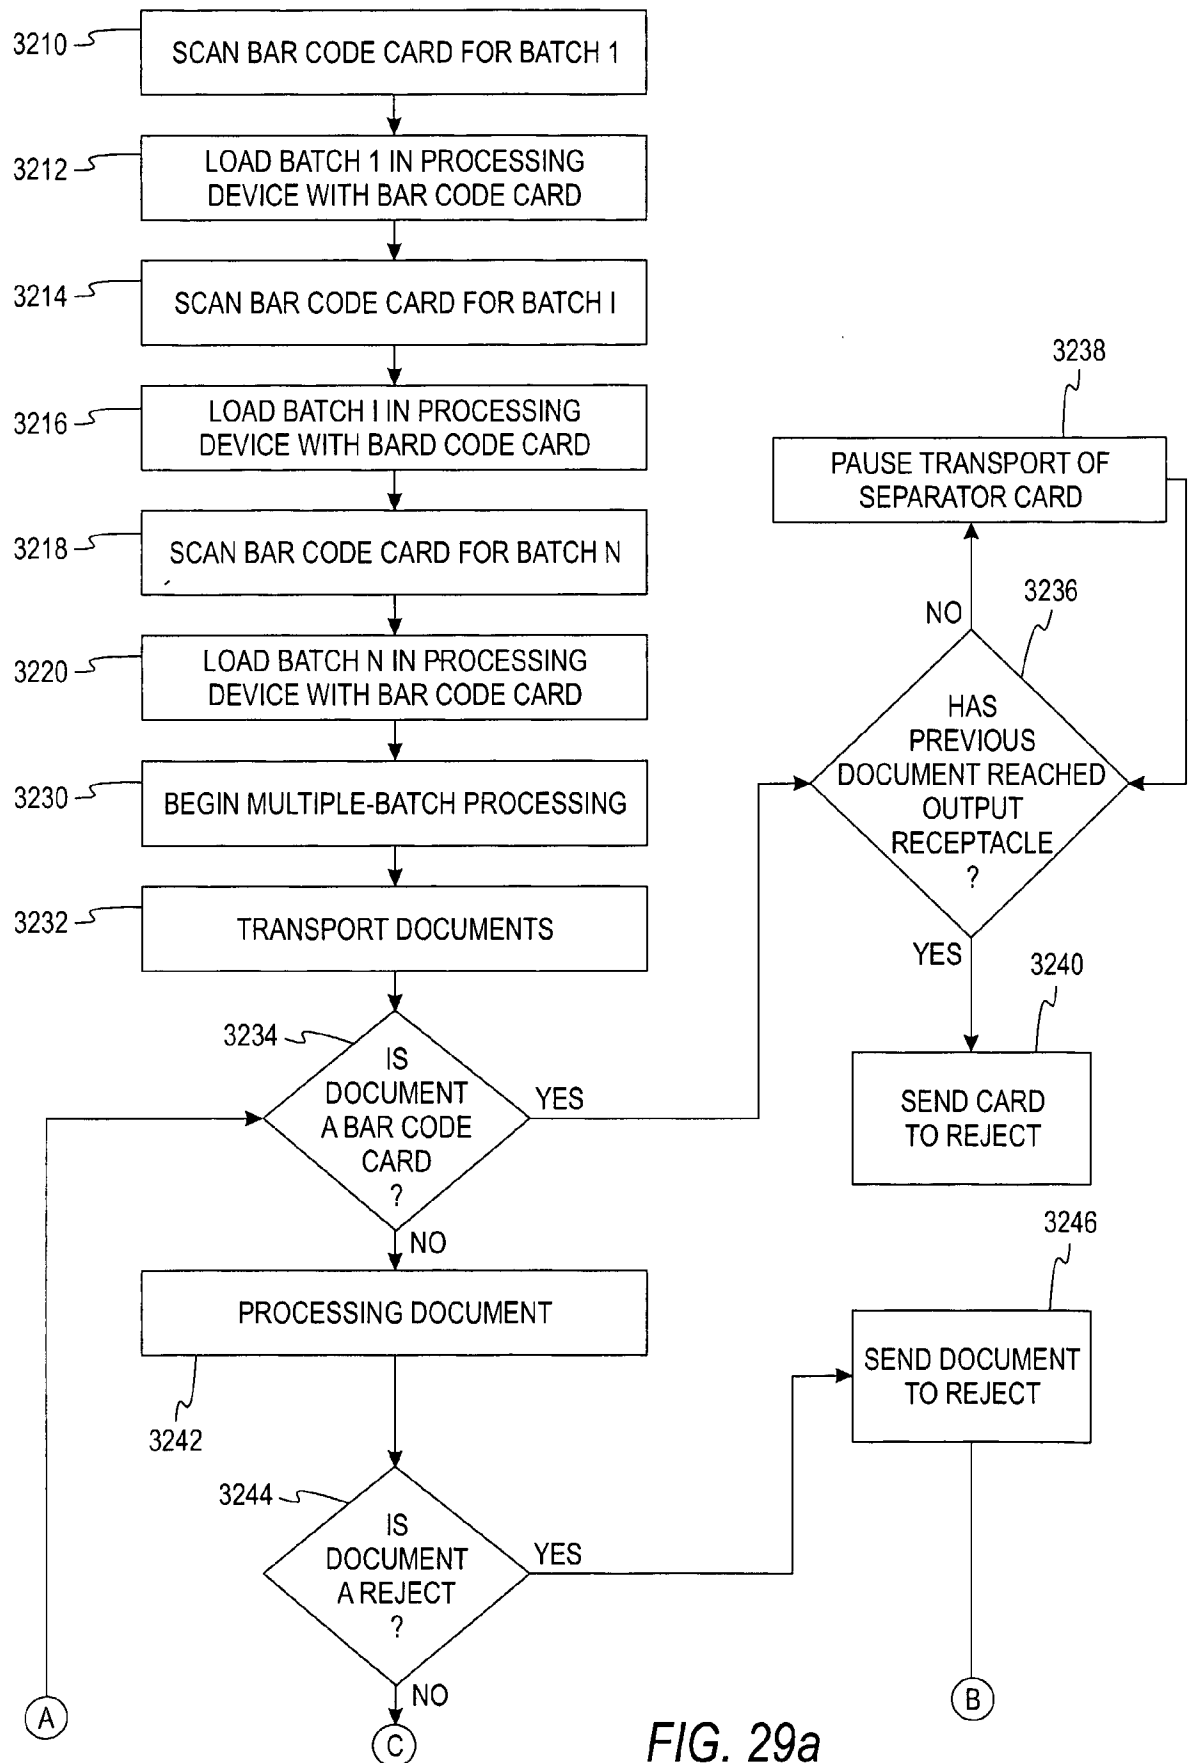 3210
SCAN BAR CODE CARD FOR BATCH 1
3212
LOAD BATCH 1 IN PROCESSING
DEVICE WITH BAR CODE CARD
3214
SCAN BAR CODE CARD FOR BATCH I
3216
LOAD BATCH I IN PROCESSING
DEVICE WITH BARD CODE CARD
3218
SCAN BAR CODE CARD FOR BATCH N
3220
LOAD BATCH N IN PROCESSING
DEVICE WITH BAR CODE CARD
3230
BEGIN MULTIPLE-BATCH PROCESSING
3232
TRANSPORT DOCUMENTS
3234
IS
DOCUMENT
A BAR CODE
CARD
?
YES
NO
3238
PAUSE TRANSPORT OF
SEPARATOR CARD
NO
3236
HAS
PREVIOUS
DOCUMENT REACHED
OUTPUT
RECEPTACLE
?
YES
3240
SEND CARD
TO REJECT
PROCESSING DOCUMENT
3242
3244
IS
DOCUMENT
A REJECT
?
YES
NO
3246
SEND DOCUMENT
TO REJECT
A
C
B
FIG. 29a